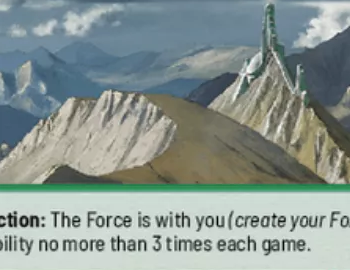 ction: The Force is with you (create your Fo
bility no more than 3 times each game.